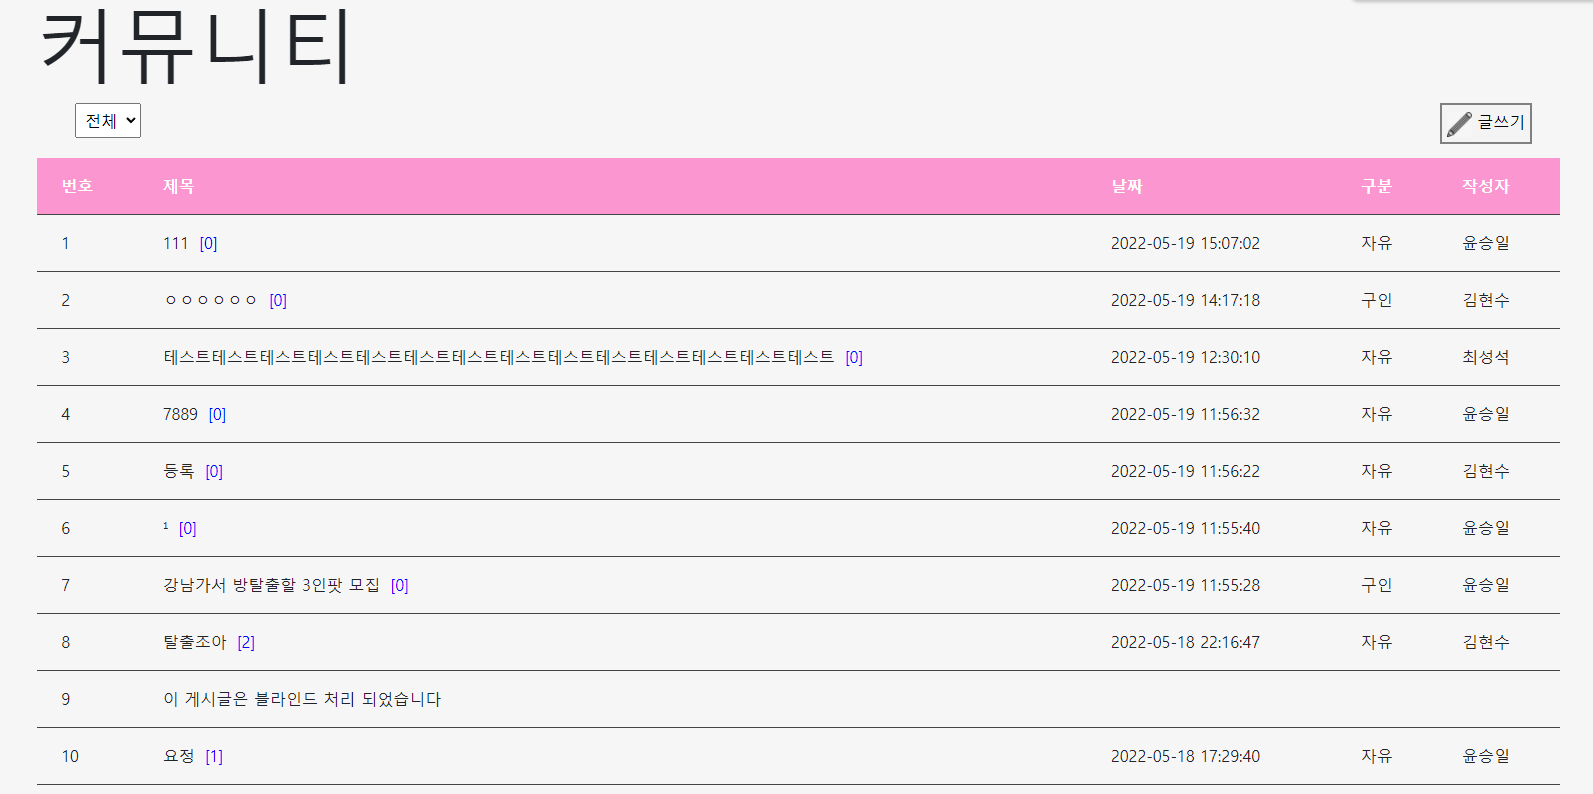 커뮤니티
전체
글쓰기
번호 제목 날짜 구분 작성자
1 111 [0] 2022-05-19 15:07:02 자유 윤승일
2 ㅇㅇㅇㅇㅇㅇ [0] 2022-05-19 14:17:18 구인 김현수
3 테스트테스트테스트테스트테스트테스트테스트테스트테스트테스트테스트테스트테스트테스트 [0] 2022-05-19 12:30:10 자유 최성석
4 7889 [0] 2022-05-19 11:56:32 자유 윤승일
5 등록 [0] 2022-05-19 11:56:22 자유 김현수
6 ¹ [0] 2022-05-19 11:55:40 자유 윤승일
7 강남가서 방탈출할 3인팟 모집 [0] 2022-05-19 11:55:28 구인 윤승일
8 탈출조아 [2] 2022-05-18 22:16:47 자유 김현수
9 이 게시글은 블라인드 처리 되었습니다
10 요정 [1] 2022-05-18 17:29:40 자유 윤승일